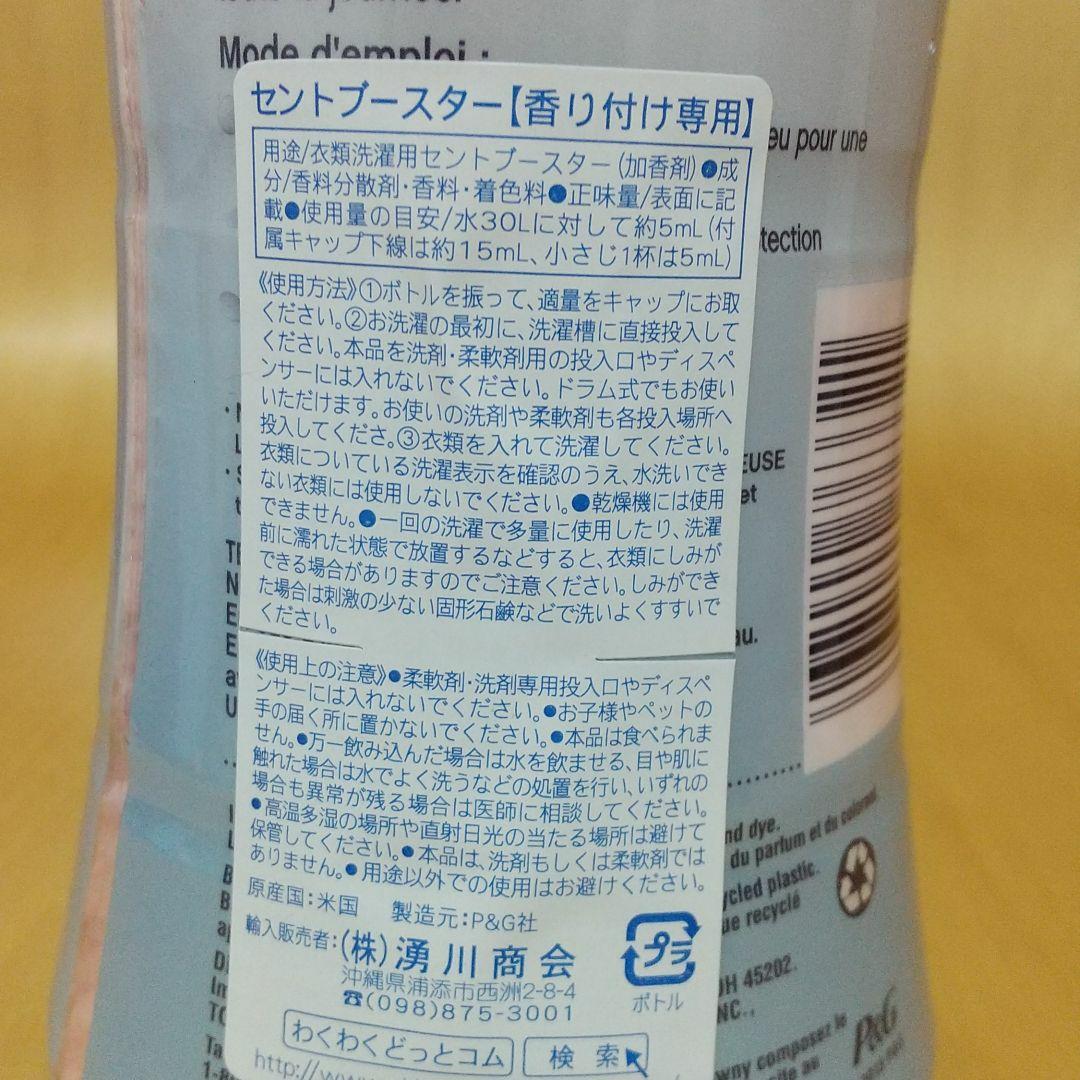 Mode d'emploi :
セントブースター【香り付け専用】
用途/衣類洗濯用セントブースター(加香剤)●成
分/香料分散剤・香料・着色料●正味量/表面に記
載●使用量の目安/水30Lに対して約5mL(付
属キャップ下線は約15mL、小さじ1杯は5mL)
《使用方法》①ボトルを振って、適量をキャップにお取
ください。②お洗濯の最初に、洗濯槽に直接投入して
ください。本品を洗剤・柔軟剤用の投入口やディスペ
ンサーには入れないでください。ドラム式でもお使い
いただけます。お使いの洗剤や柔軟剤も各投入場所へ
投入してくださ。③衣類を入れて洗濯してください。
衣類についている洗濯表示を確認のうえ、水洗いでき
ない衣類には使用しないでください。●乾燥機には使用
できません。●一回の洗濯で多量に使用したり、洗濯
前に濡れた状態で放置するなどすると、衣類にしみが
できる場合がありますのでご注意ください。しみができ
た場合は刺激の少ない固形石鹸などで洗いよくすすいで
ください。
《使用上の注意》●柔軟剤・洗剤専用投入口やディスペ
ンサーには入れないでください。●お子様やペットの
手の届く所に置かないでください。●本品は食べられま
せん。●万一飲み込んだ場合は水を飲ませる、目や肌に
触れた場合は水でよく洗うなどの処置を行い、いずれの
場合も異常が残る場合は医師に相談してください。
●高温多湿の場所や直射日光の当たる場所は避けて
保管してください。●本品は、洗剤もしくは柔軟剤では
ありません。●用途以外での使用はお避けください。
原産国:米国 製造元:P&G社
輸入販売者:(株)湧川商会
沖縄県浦添市西洲2-8-4
☎(098)875-3001
プラ
ボトル
わくわくどっとコム 検索
http://www
eu pour une
tection
EUSE
et
au.
nd dye.
du parfum et du colorant.
ycled plastic.
ue recyclé
OH 45202.
NC.,
P&G
wny composez le